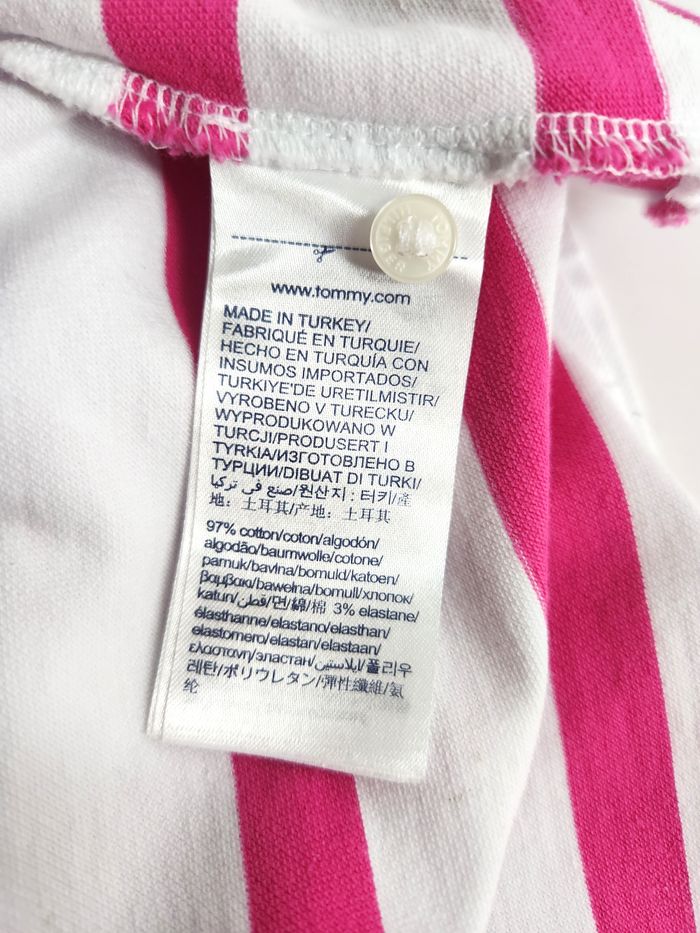 www.tommy.com
MADE IN TURKEY/
FABRIQUÉ EN TURQUIE/
HECHO EN TURQUÍA CON
INSUMOS IMPORTADOS/
TURKIYE'DE URETILMISTIR/
VYROBENO V TURECKU/
WYPRODUKOWANO W
TURCJI/PRODUSERT I
TYRKIA/ИЗГОТОВЛЕНО В
ТУРЦИИ/DIBUAT DI TURKI/
صنع في تركيا/원산지 : 터키/產
地: 土耳其/产地: 土耳其
97% cotton/coton/algodón/
algodão/baumwolle/cotone/
pamuk/bavlna/bomuld/katoen/
βαμβακι/bawełna/bomull/хлопок/
katun/قطن/면/綿/棉 3% elastane/
élasthanne/elastano/elasthan/
elastomero/elastan/elastaan/
ελαστανη/эластан/ايلاستين/폴리우
레탄/ポリウレタン/彈性纖維/氨
纶